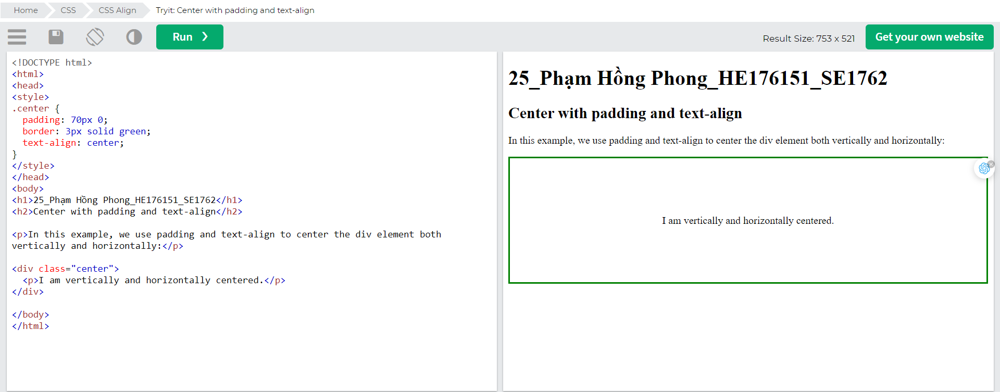 Home CSS CSS Align Tryit: Center with padding and text-align
Run ❯ Result Size: 753 x 521 Get your own website
<!DOCTYPE html>
<html>
<head>
<style>
.center {
  padding: 70px 0;
  border: 3px solid green;
  text-align: center;
}
</style>
</head>
<body>
<h1>25_Phạm Hồng Phong_HE176151_SE1762</h1>
<h2>Center with padding and text-align</h2>

<p>In this example, we use padding and text-align to center the div element both
vertically and horizontally:</p>

<div class="center">
  <p>I am vertically and horizontally centered.</p>
</div>

</body>
</html>
25_Phạm Hồng Phong_HE176151_SE1762
Center with padding and text-align
In this example, we use padding and text-align to center the div element both vertically and horizontally:
I am vertically and horizontally centered.